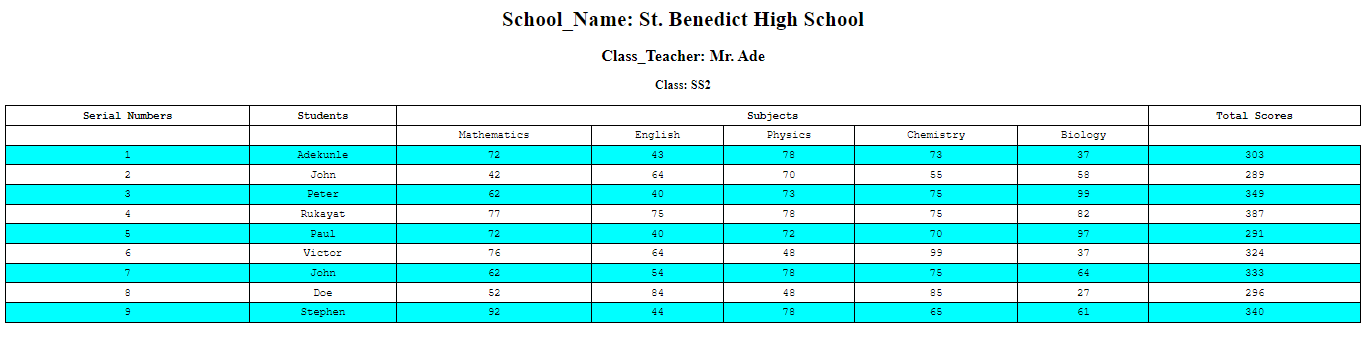 School_Name: St. Benedict High School
Class_Teacher: Mr. Ade
Class: SS2
Serial Numbers Students Subjects Total Scores
Mathematics English Physics Chemistry Biology
1 Adekunle 72 43 78 73 37 303
2 John 42 64 70 55 58 289
3 Peter 62 40 73 75 99 349
4 Rukayat 77 75 78 75 82 387
5 Paul 72 40 72 70 97 291
6 Victor 76 64 48 99 37 324
7 John 62 54 78 75 64 333
8 Doe 52 84 48 85 27 296
9 Stephen 92 44 78 65 61 340